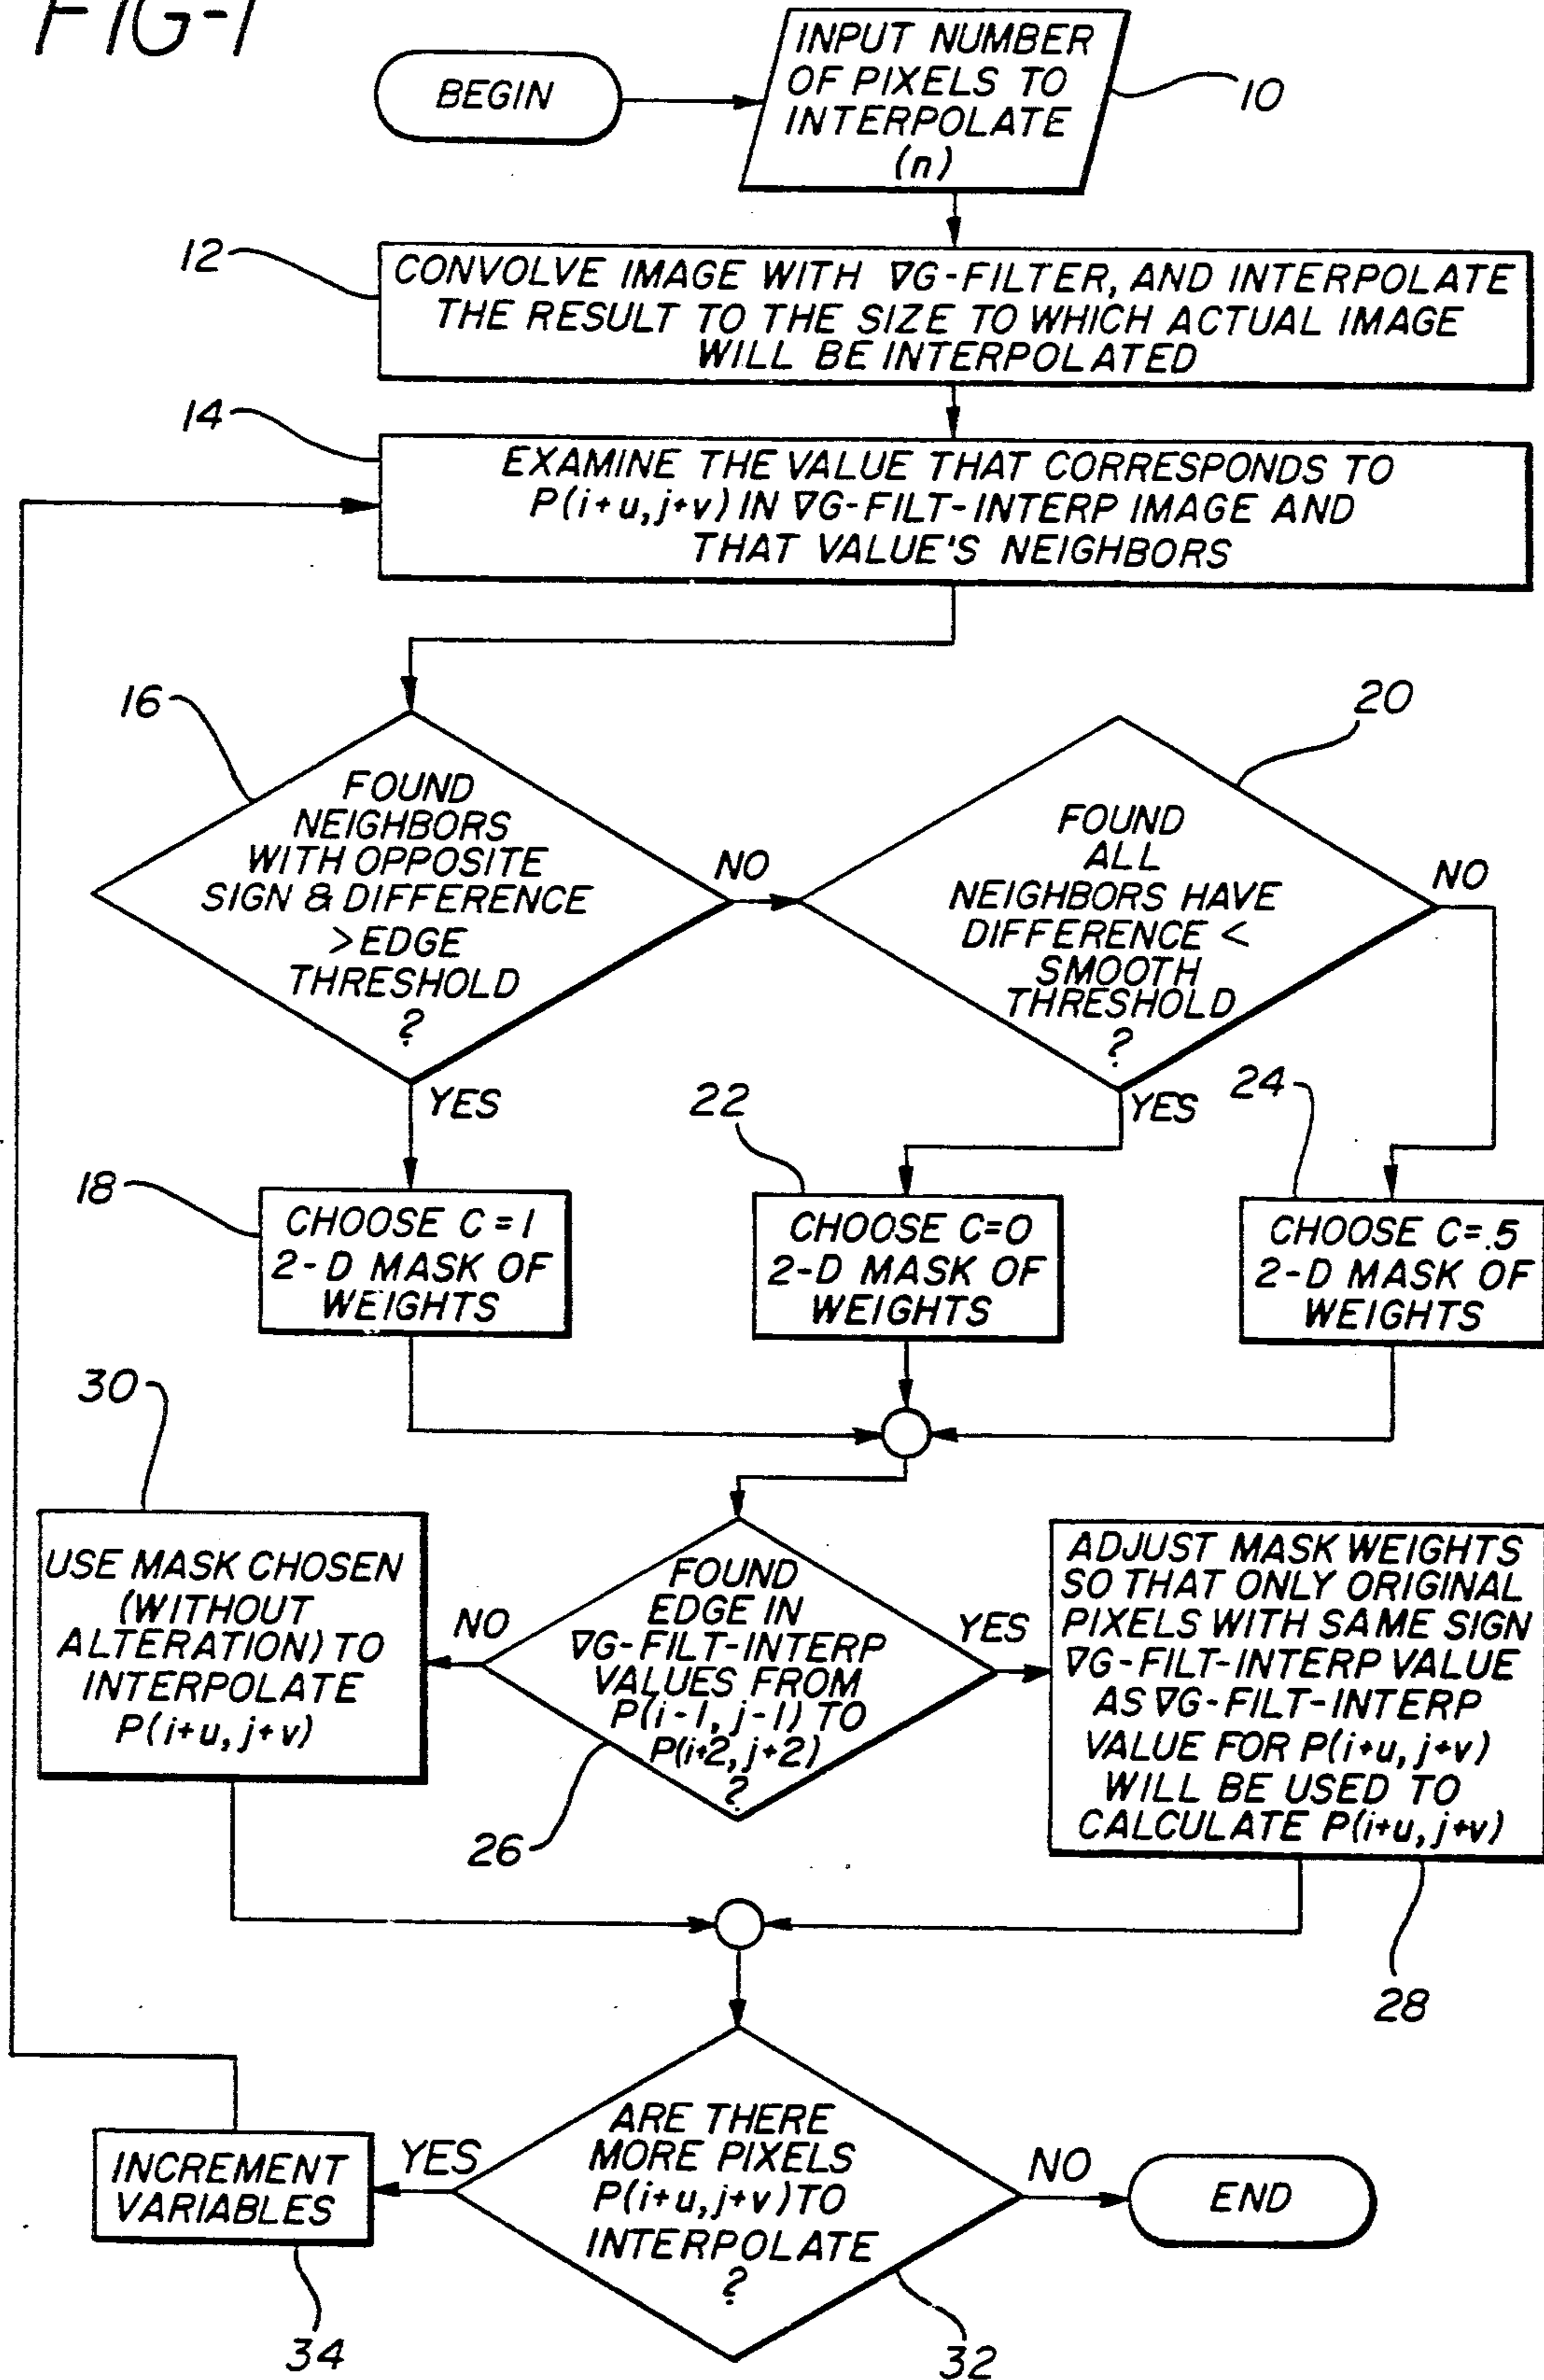 FIG-1
BEGIN
INPUT NUMBER
OF PIXELS TO
INTERPOLATE
(n)
10
12
CONVOLVE IMAGE WITH ∇G-FILTER, AND INTERPOLATE
THE RESULT TO THE SIZE TO WHICH ACTUAL IMAGE
WILL BE INTERPOLATED
14
EXAMINE THE VALUE THAT CORRESPONDS TO
P(i+u,j+v) IN ∇G-FILT-INTERP IMAGE AND
THAT VALUE'S NEIGHBORS
16
FOUND
NEIGHBORS
WITH OPPOSITE
SIGN & DIFFERENCE
>EDGE
THRESHOLD
?
NO
YES
20
FOUND
ALL
NEIGHBORS HAVE
DIFFERENCE <
SMOOTH
THRESHOLD
?
NO
YES
18
CHOOSE C=1
2-D MASK OF
WEIGHTS
22
CHOOSE C=0
2-D MASK OF
WEIGHTS
24
CHOOSE C=.5
2-D MASK OF
WEIGHTS
30
USE MASK CHOSEN
(WITHOUT
ALTERATION) TO
INTERPOLATE
P(i+u,j+v)
NO
FOUND
EDGE IN
∇G-FILT-INTERP
VALUES FROM
P(i-1,j-1) TO
P(i+2,j+2)
?
26
YES
ADJUST MASK WEIGHTS
SO THAT ONLY ORIGINAL
PIXELS WITH SAME SIGN
∇G-FILT-INTERP VALUE
AS ∇G-FILT-INTERP
VALUE FOR P(i+u,j+v)
WILL BE USED TO
CALCULATE P(i+u,j+v)
28
INCREMENT
VARIABLES
34
YES
ARE THERE
MORE PIXELS
P(i+u,j+v) TO
INTERPOLATE
?
32
NO
END